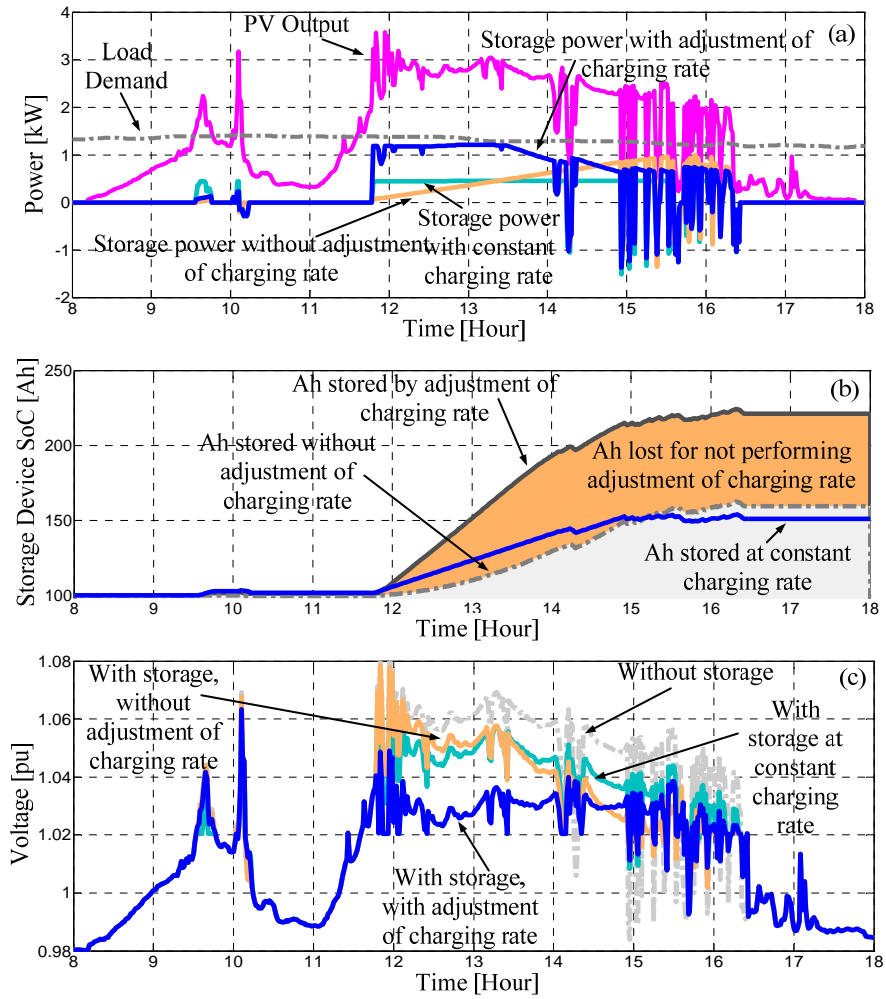 (a)
PV Output
Load
Demand
Storage power with adjustment of
charging rate
Storage power without adjustment
of charging rate
Storage power
with constant
charging rate
Power [kW]
4
3
2
1
0
-1
-2
8 9 10 11 12 13 14 15 16 17 18
Time [Hour]
(b)
Ah stored by adjustment of
charging rate
Ah stored without
adjustment of
charging rate
Ah lost for not performing
adjustment of charging rate
Ah stored at constant
charging rate
Storage Device SoC [Ah]
250
200
150
100
8 9 10 11 12 13 14 15 16 17 18
Time [Hour]
(c)
With storage,
without
adjustment of
charging rate
Without storage
With
storage at
constant
charging
rate
With storage,
with adjustment
of charging rate
Voltage [pu]
1.08
1.06
1.04
1.02
1
0.98
8 9 10 11 12 13 14 15 16 17 18
Time [Hour]